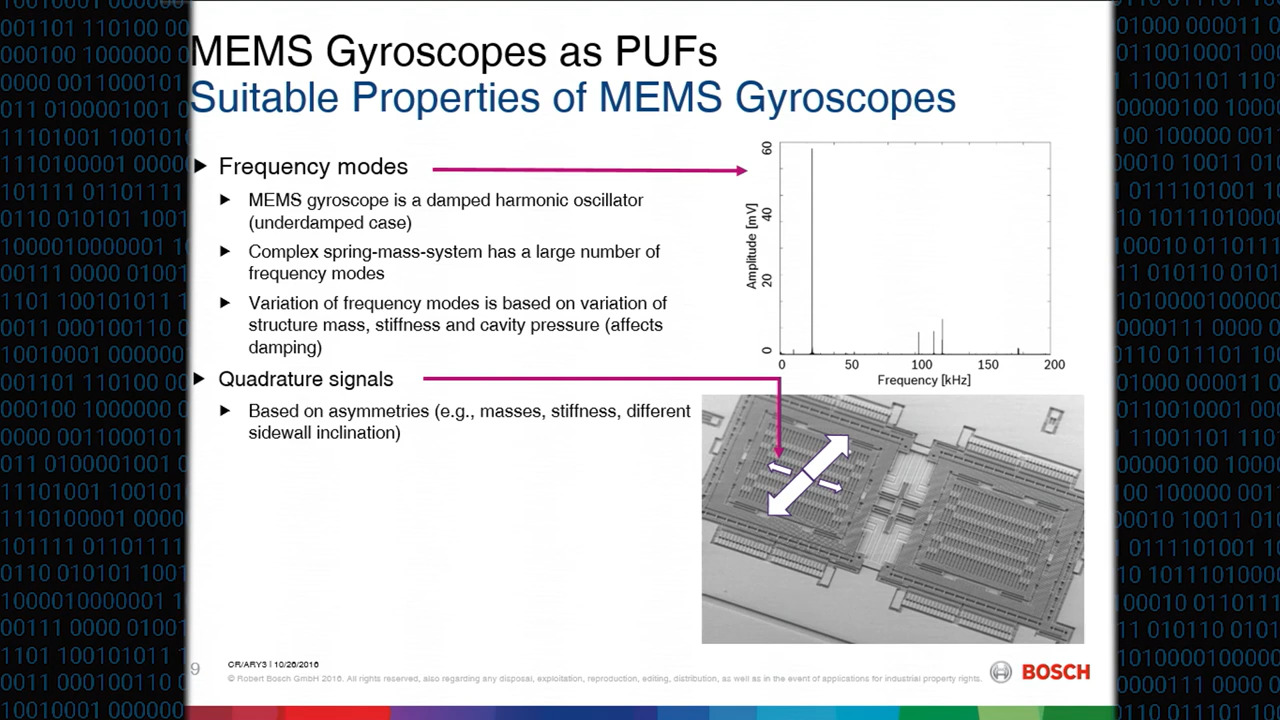 MEMS Gyroscopes as PUFs
Suitable Properties of MEMS Gyroscopes
Frequency modes
MEMS gyroscope is a damped harmonic oscillator
(underdamped case)
Complex spring-mass-system has a large number of
frequency modes
Variation of frequency modes is based on variation of
structure mass, stiffness and cavity pressure (affects
damping)
Quadrature signals
Based on asymmetries (e.g., masses, stiffness, different
sidewall inclination)
60
40
20
0
Amplitude [mV]
0 50 100 150 200
Frequency [kHz]
9
CR/ARY3 | 10/26/2016
© Robert Bosch GmbH 2016. All rights reserved, also regarding any disposal, exploitation, reproduction, editing, distribution, as well as in the event of applications for industrial property rights.
BOSCH